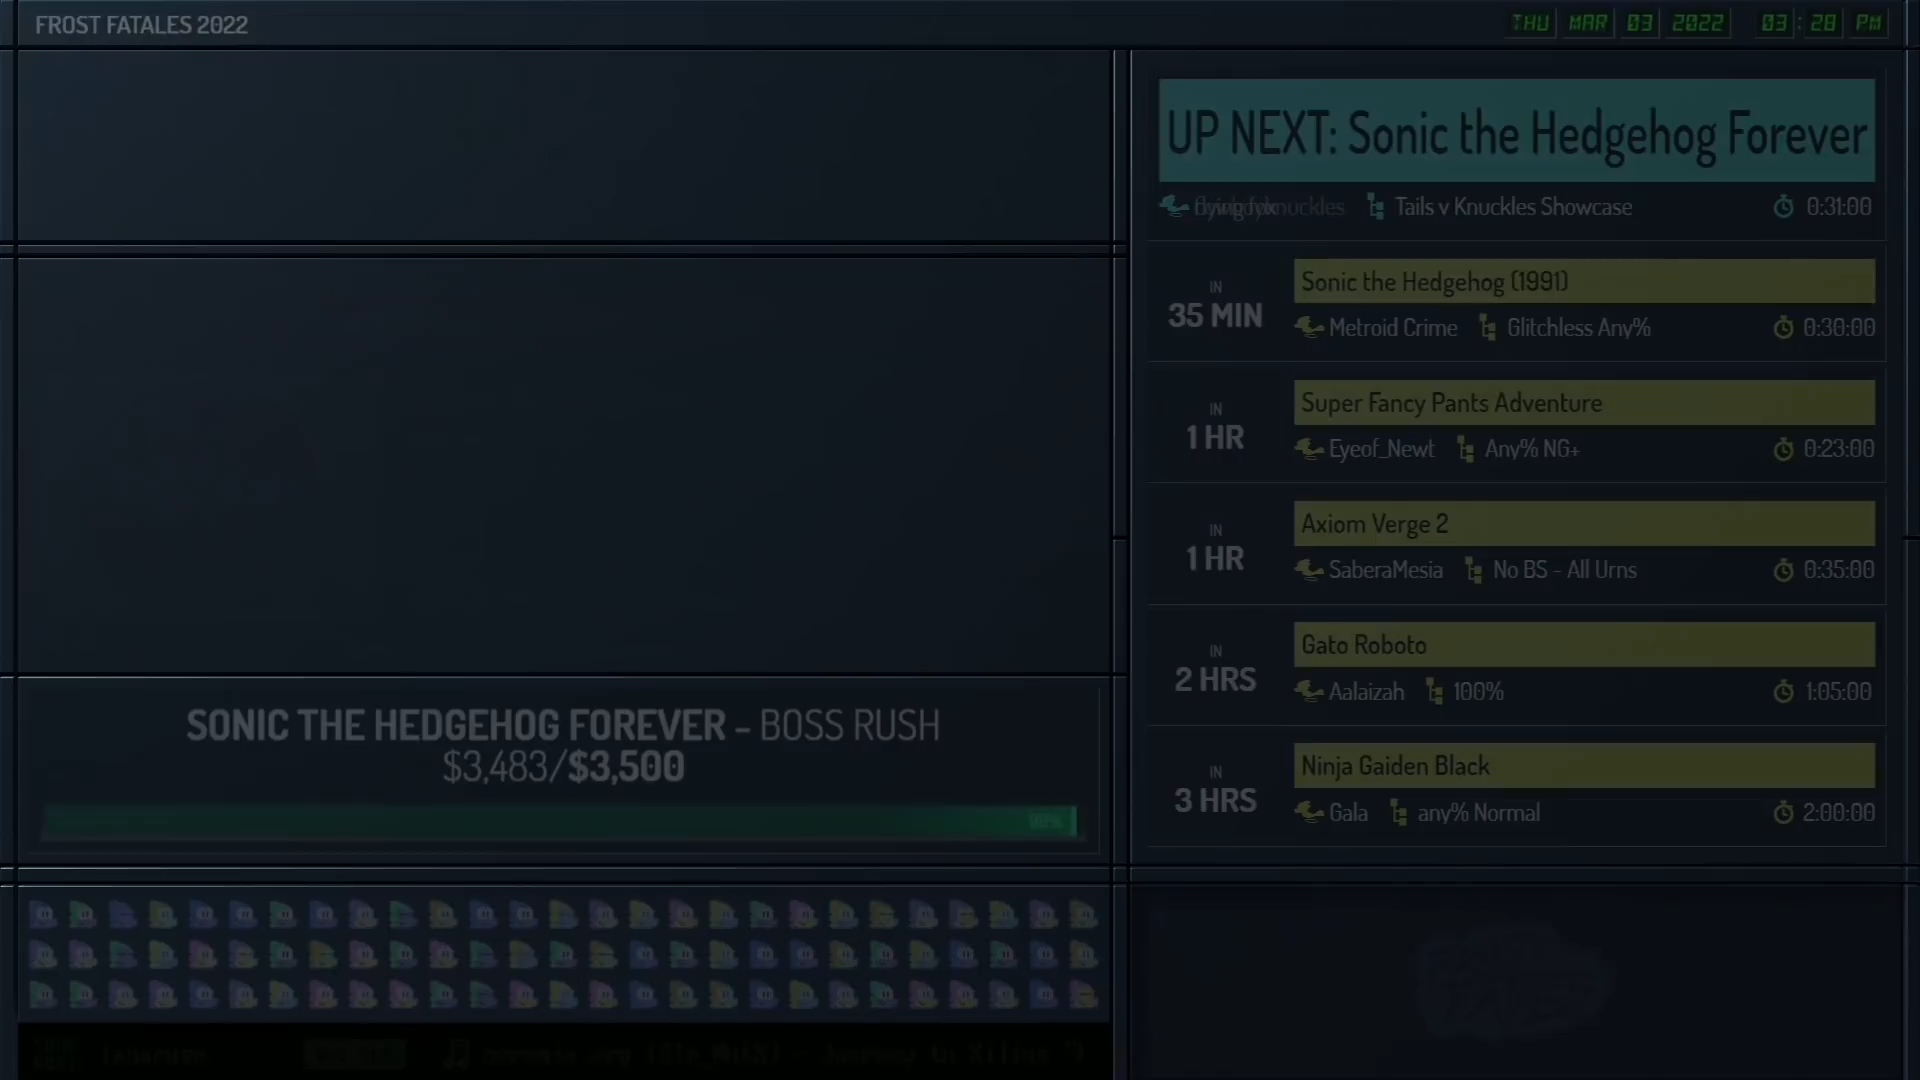 FROST FATALES 2022
THU MAR 03 2022 03:28 PM
UP NEXT: Sonic the Hedgehog Forever
Tails v Knuckles Showcase 0:31:00
IN 35 MIN
Sonic the Hedgehog (1991)
Metroid Crime Glitchless Any% 0:30:00
IN 1 HR
Super Fancy Pants Adventure
Eyeof_Newt Any% NG+ 0:23:00
IN 1 HR
Axiom Verge 2
SaberaMesia No BS - All Urns 0:35:00
IN 2 HRS
Gato Roboto
Aalaizah 100% 1:05:00
IN 3 HRS
Ninja Gaiden Black
Gala any% Normal 2:00:00
SONIC THE HEDGEHOG FOREVER - BOSS RUSH
$3,483/$3,500